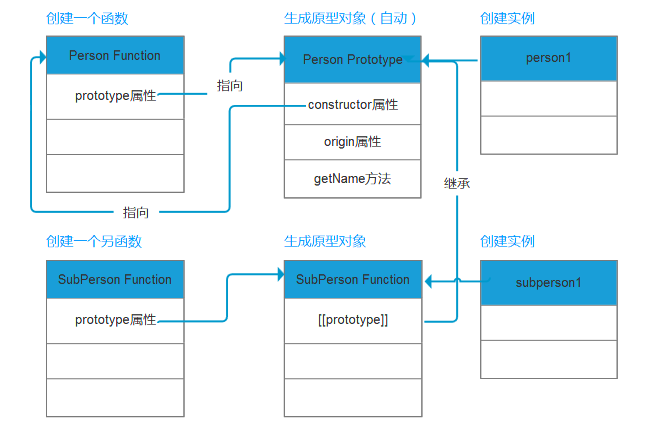 创建一个函数
生成原型对象（自动）
创建实例
Person Function
Person Prototype
person1
指向
prototype属性
constructor属性
origin属性
getName方法
继承
指向
创建一个另函数
生成原型对象
创建实例
SubPerson Function
SubPerson Function
subperson1
prototype属性
[[prototype]]